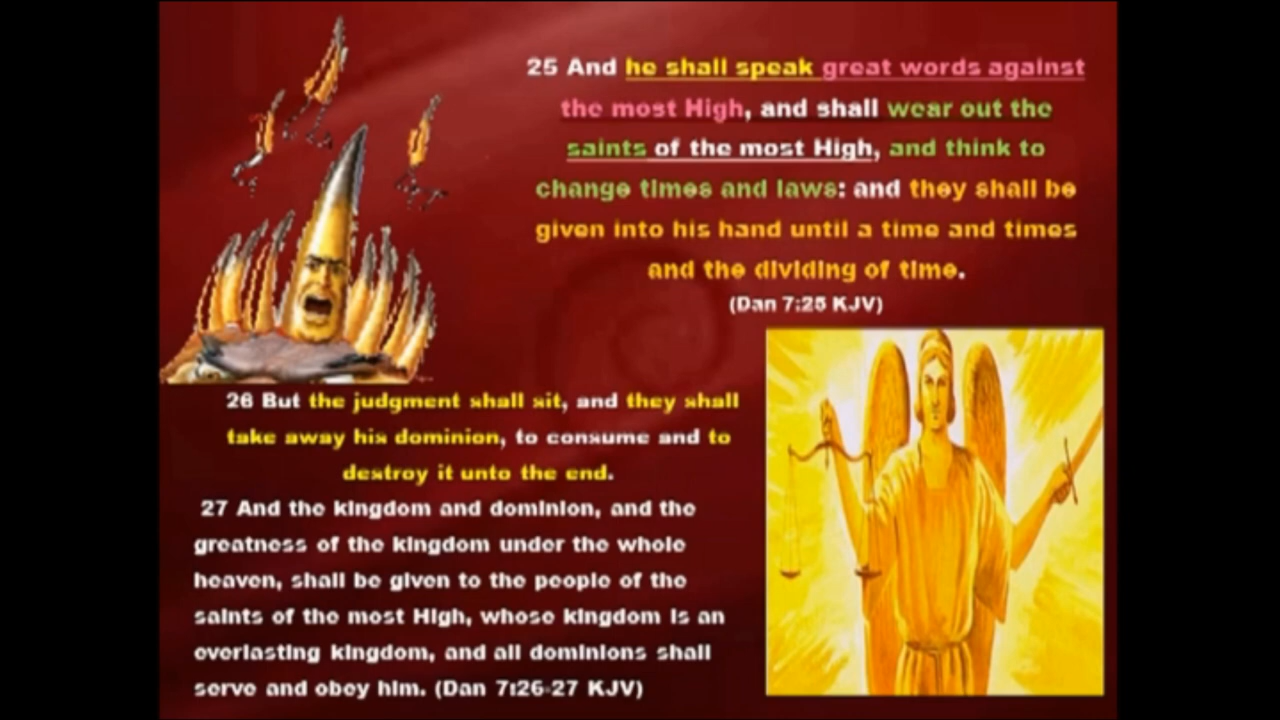 25 And he shall speak great words against
the most High, and shall wear out the
saints of the most High, and think to
change times and laws: and they shall be
given into his hand until a time and times
and the dividing of time.
(Dan 7:25 KJV)
26 But the judgment shall sit, and they shall
take away his dominion, to consume and to
destroy it unto the end.
27 And the kingdom and dominion, and the
greatness of the kingdom under the whole
heaven, shall be given to the people of the
saints of the most High, whose kingdom is an
everlasting kingdom, and all dominions shall
serve and obey him. (Dan 7:26-27 KJV)